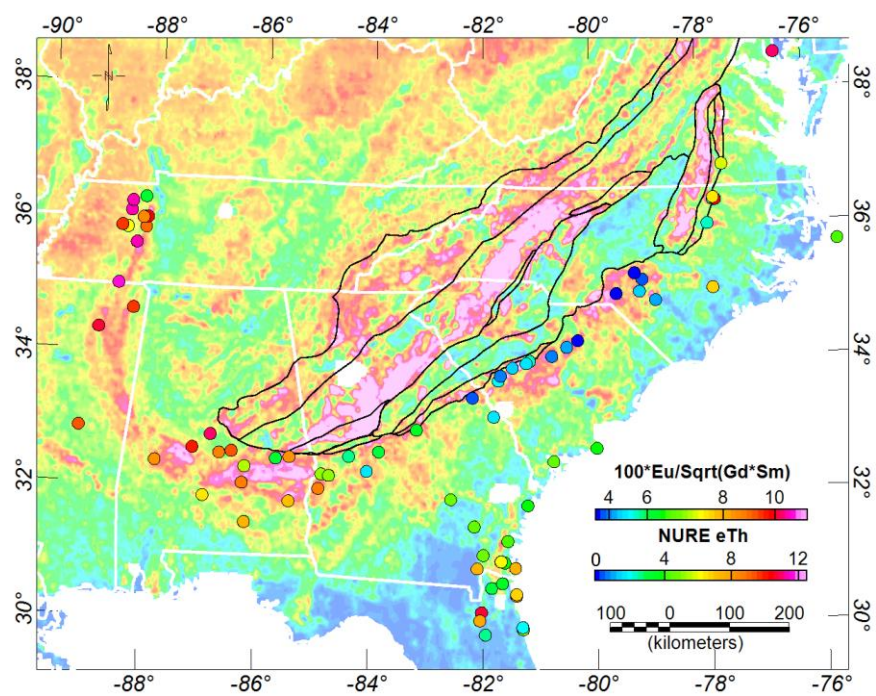 -90° -86° -84° -82° -80° -78° -76°
38° 38°
N
36° 36°
34° 34°
32° 32°
100*Eu/Sqrt(Gd*Sm)
4 6 8 10
NURE eTh
0 4 8 12
30° 30°
100 0 100 200
(kilometers)
-88° -86° -84° -82° -80° -78° -76°